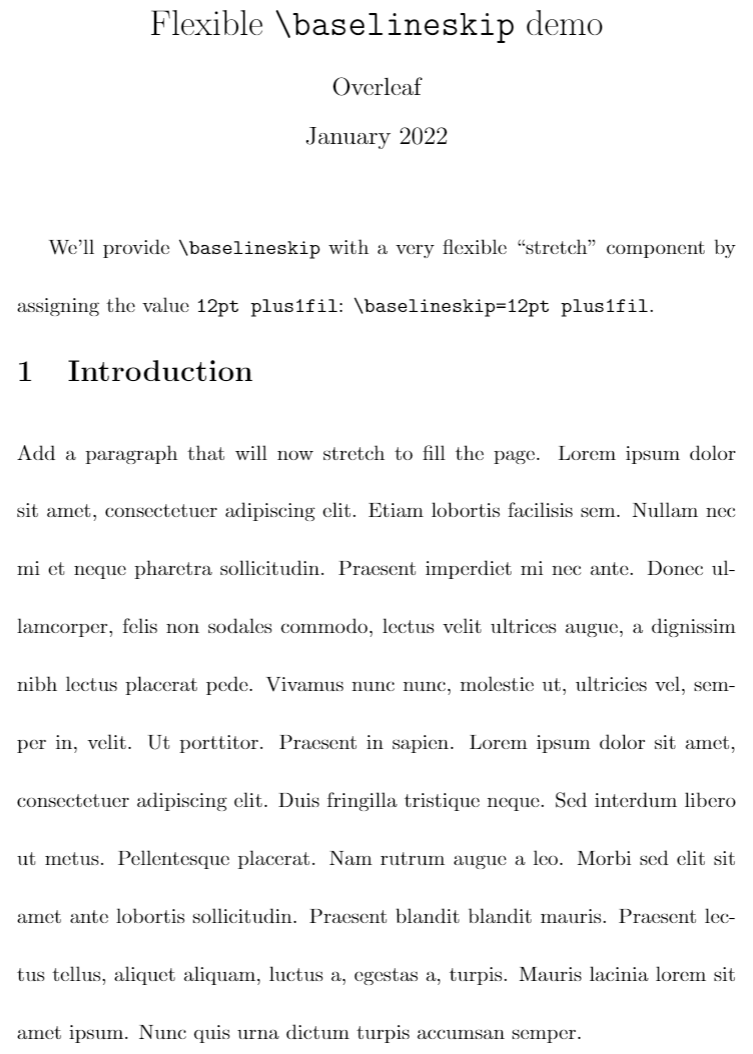 Flexible \baselineskip demo
Overleaf
January 2022
We'll provide \baselineskip with a very flexible “stretch” component by
assigning the value 12pt plus1fil: \baselineskip=12pt plus1fil.
1 Introduction
Add a paragraph that will now stretch to fill the page. Lorem ipsum dolor
sit amet, consectetuer adipiscing elit. Etiam lobortis facilisis sem. Nullam nec
mi et neque pharetra sollicitudin. Praesent imperdiet mi nec ante. Donec ul-
lamcorper, felis non sodales commodo, lectus velit ultrices augue, a dignissim
nibh lectus placerat pede. Vivamus nunc nunc, molestie ut, ultricies vel, sem-
per in, velit. Ut porttitor. Praesent in sapien. Lorem ipsum dolor sit amet,
consectetuer adipiscing elit. Duis fringilla tristique neque. Sed interdum libero
ut metus. Pellentesque placerat. Nam rutrum augue a leo. Morbi sed elit sit
amet ante lobortis sollicitudin. Praesent blandit blandit mauris. Praesent lec-
tus tellus, aliquet aliquam, luctus a, egestas a, turpis. Mauris lacinia lorem sit
amet ipsum. Nunc quis urna dictum turpis accumsan semper.